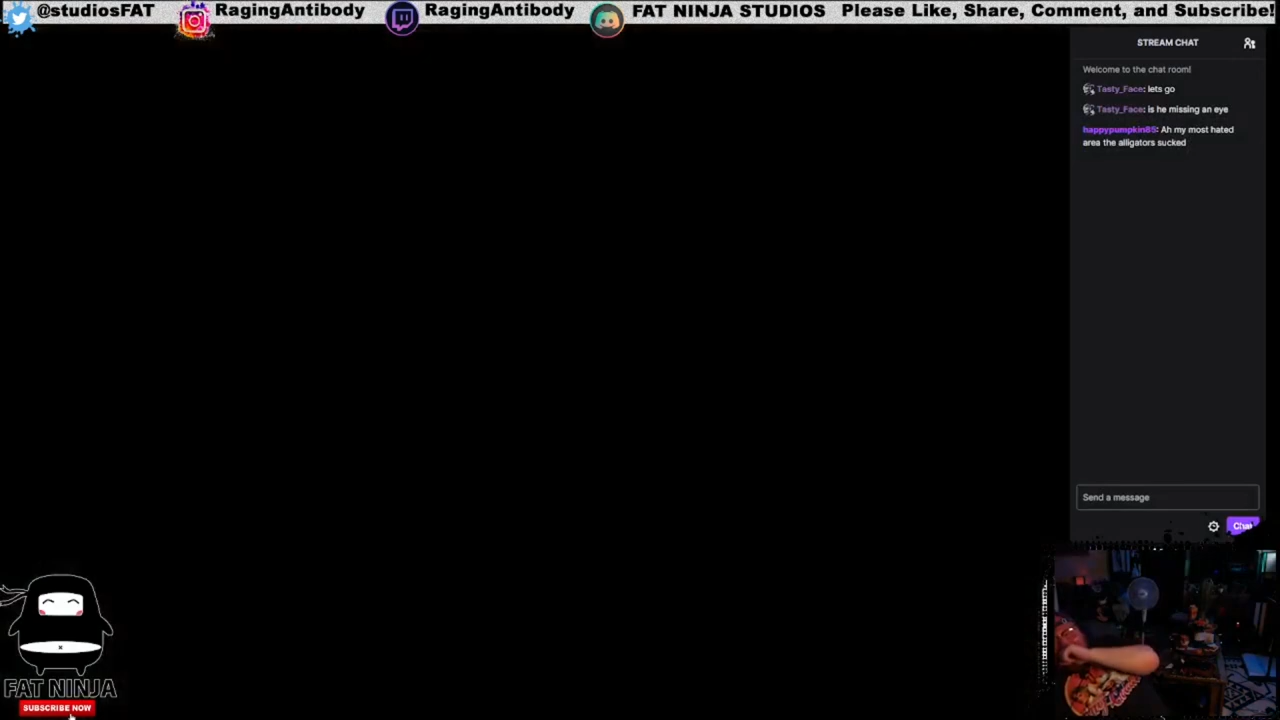 @studiosFAT RagingAntibody RagingAntibody FAT NINJA STUDIOS Please Like, Share, Comment, and Subscribe!
STREAM CHAT
Welcome to the chat room!
Tasty_Face: lets go
Tasty_Face: is he missing an eye
happypumpkin85: Ah my most hated
area the alligators sucked
Send a message
Chat
FAT NINJA
SUBSCRIBE NOW